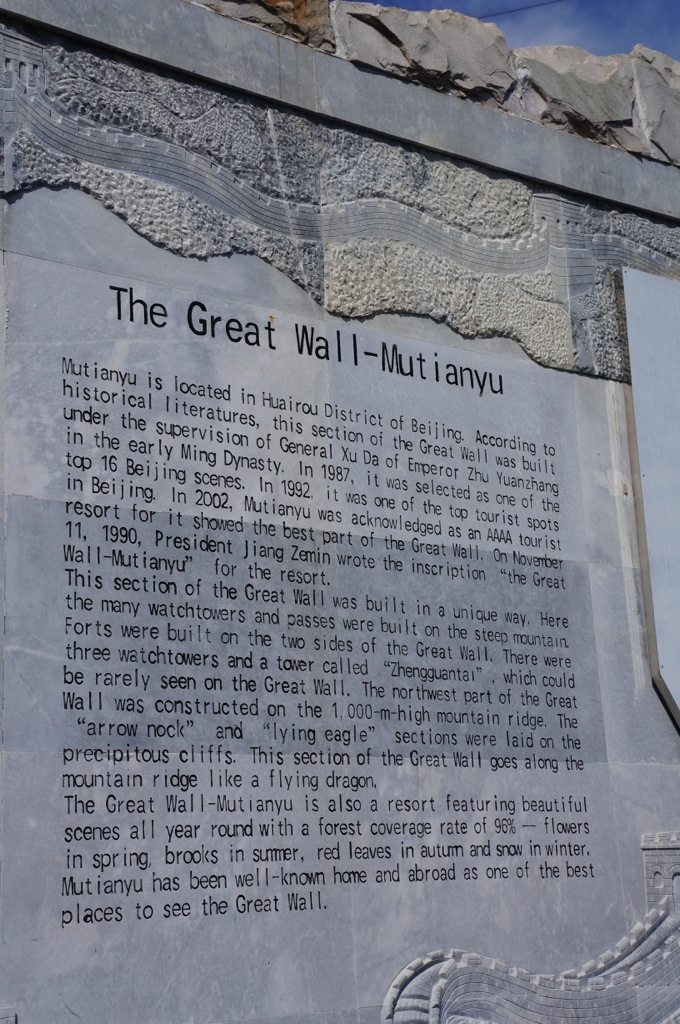 The Great Wall-Mutianyu
Mutianyu is located in Huairou District of Beijing. According to
historical literatures, this section of the Great Wall was built
under the supervision of General Xu Da of Emperor Zhu Yuanzhang
in the early Ming Dynasty. In 1987, it was selected as one of the
top 16 Beijing scenes. In 1992, it was one of the top tourist spots
in Beijing. In 2002, Mutianyu was acknowledged as an AAAA tourist
resort for it showed the best part of the Great Wall. On November
11, 1990, President Jiang Zemin wrote the inscription "the Great
Wall-Mutianyu" for the resort.
This section of the Great Wall was built in a unique way. Here
the many watchtowers and passes were built on the steep mountain.
Forts were built on the two sides of the Great Wall. There were
three watchtowers and a tower called "Zhengguantai", which could
be rarely seen on the Great Wall. The northwest part of the Great
Wall was constructed on the 1,000-m-high mountain ridge. The
"arrow nock" and "lying eagle" sections were laid on the
precipitous cliffs. This section of the Great Wall goes along the
mountain ridge like a flying dragon.
The Great Wall-Mutianyu is also a resort featuring beautiful
scenes all year round with a forest coverage rate of 96% — flowers
in spring, brooks in summer, red leaves in autumn and snow in winter.
Mutianyu has been well-known home and abroad as one of the best
places to see the Great Wall.